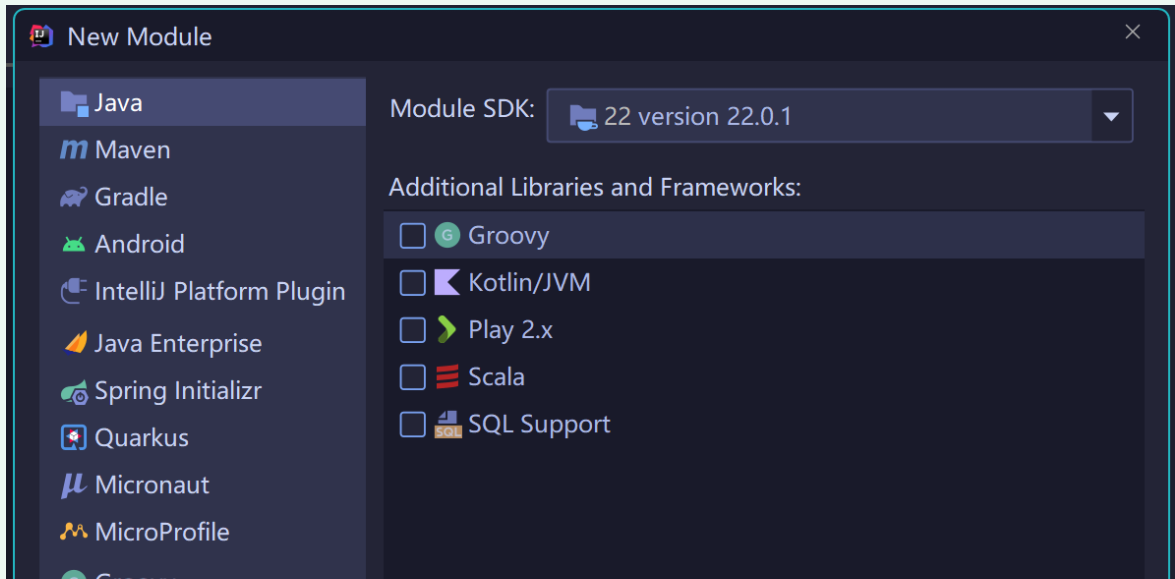 New Module
Java
Maven
Gradle
Android
IntelliJ Platform Plugin
Java Enterprise
Spring Initializr
Quarkus
Micronaut
MicroProfile
Module SDK:
22 version 22.0.1
Additional Libraries and Frameworks:
Groovy
Kotlin/JVM
Play 2.x
Scala
SQL Support